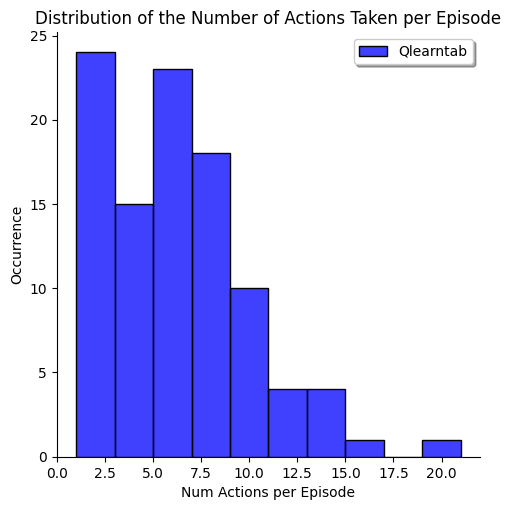 Distribution of the Number of Actions Taken per Episode
Qlearntab
25
20
15
10
5
0
Occurrence
0.0 2.5 5.0 7.5 10.0 12.5 15.0 17.5 20.0
Num Actions per Episode